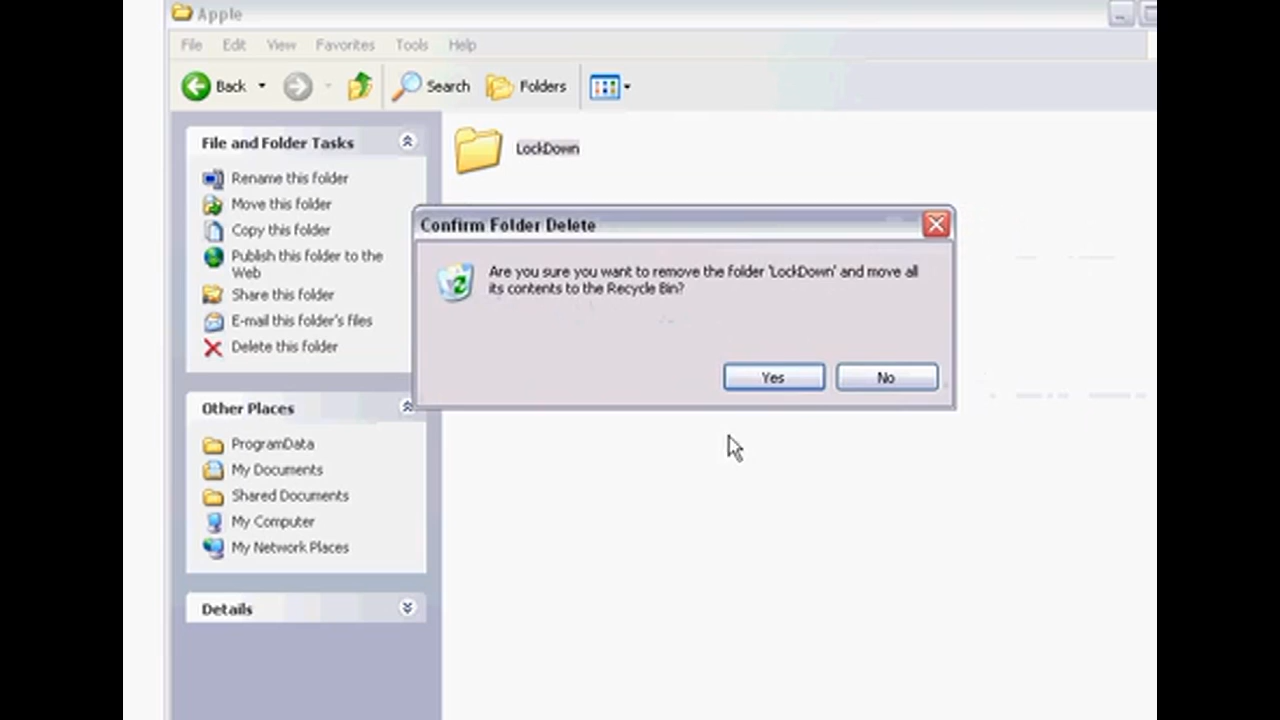 Apple
File Edit View Favorites Tools Help
Back Search Folders
File and Folder Tasks
Rename this folder
Move this folder
Copy this folder
Publish this folder to the
Web
Share this folder
E-mail this folder's files
Delete this folder
Other Places
ProgramData
My Documents
Shared Documents
My Computer
My Network Places
Details
LockDown
Confirm Folder Delete
Are you sure you want to remove the folder 'LockDown' and move all
its contents to the Recycle Bin?
Yes No